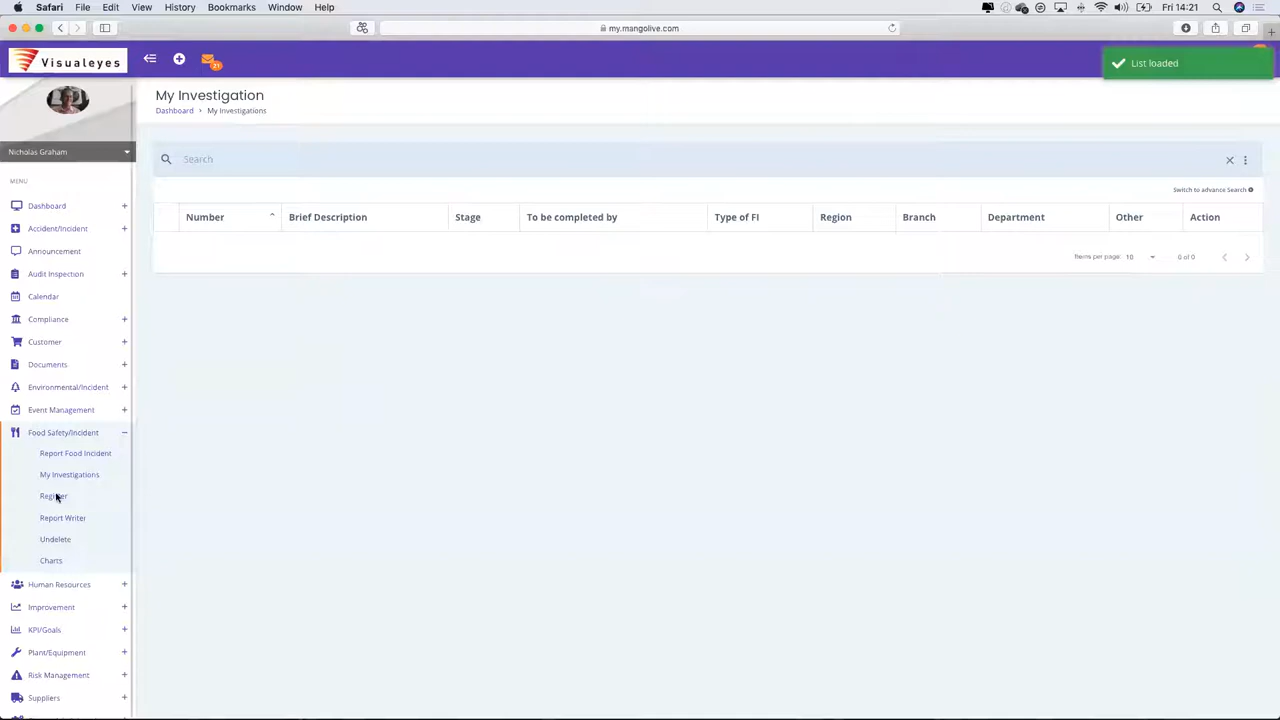 Safari File Edit View History Bookmarks Window Help Fri 14:21
my.mangolive.com
Visualeyes
List loaded
My Investigation
Dashboard > My Investigations
Nicholas Graham
Search
Switch to advance Search
MENU
Number Brief Description Stage To be completed by Type of FI Region Branch Department Other Action
Items per page: 10 0 of 0
Dashboard +
Accident/Incident +
Announcement
Audit Inspection +
Calendar
Compliance +
Customer +
Documents +
Environmental/Incident +
Event Management +
Food Safety/Incident −
Report Food Incident
My Investigations
Register
Report Writer
Undelete
Charts
Human Resources +
Improvement +
KPI/Goals +
Plant/Equipment +
Risk Management +
Suppliers +